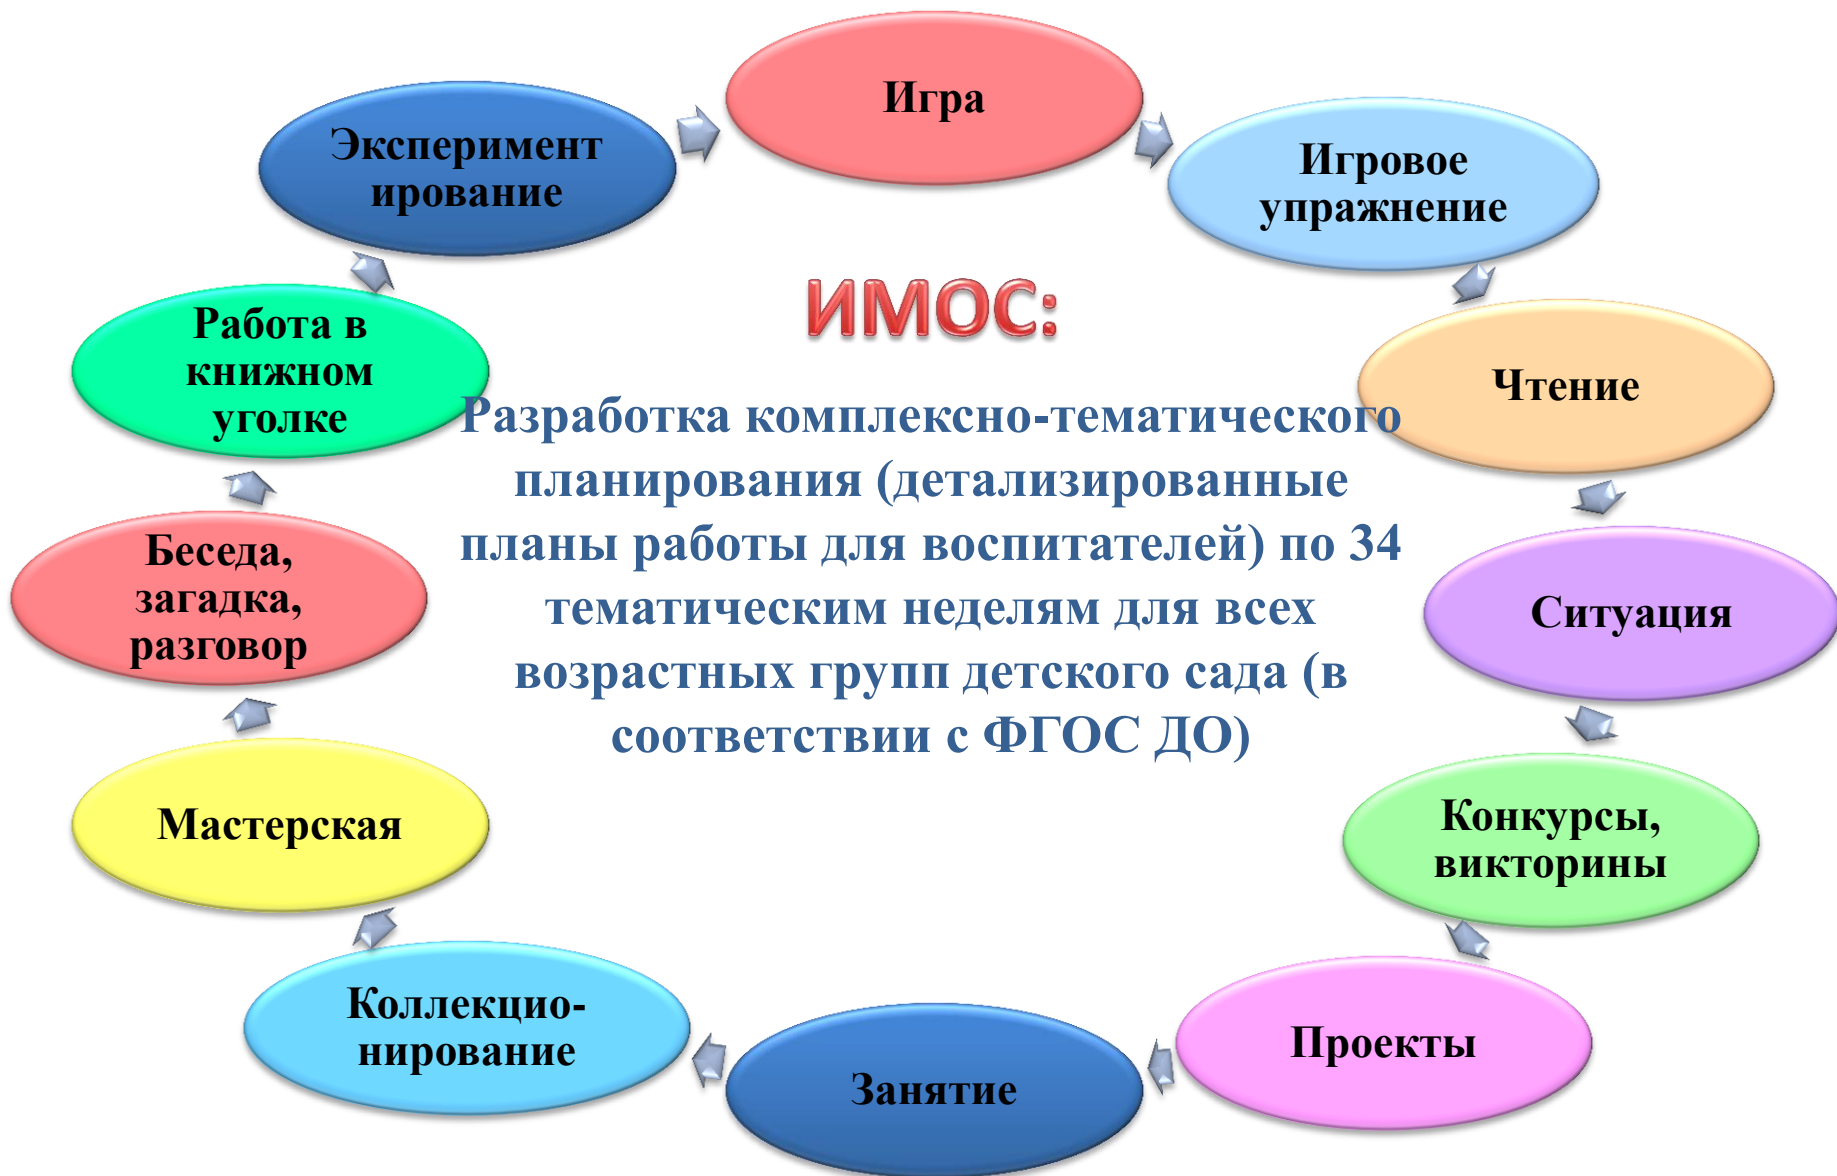 Игра
Игровое
упражнение
Чтение
Ситуация
Конкурсы,
викторины
Проекты
Занятие
Коллекцио-
нирование
Мастерская
Беседа,
загадка,
разговор
Работа в
книжном
уголке
Эксперимент
ирование
ИМОС:
Разработка комплексно-тематического
планирования (детализированные
планы работы для воспитателей) по 34
тематическим неделям для всех
возрастных групп детского сада (в
соответствии с ФГОС ДО)